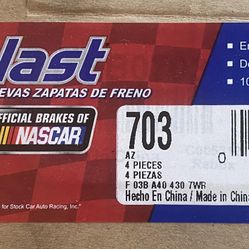 last
EVAS ZAPATAS DE FRENO
OFFICIAL BRAKES OF
NASCAR
703
AZ
4 PIECES
4 PIEZAS
F 03B A40 430 7WR
Hecho En China / Made in China
for Stock Car Auto Racing, Inc.
E
D
10